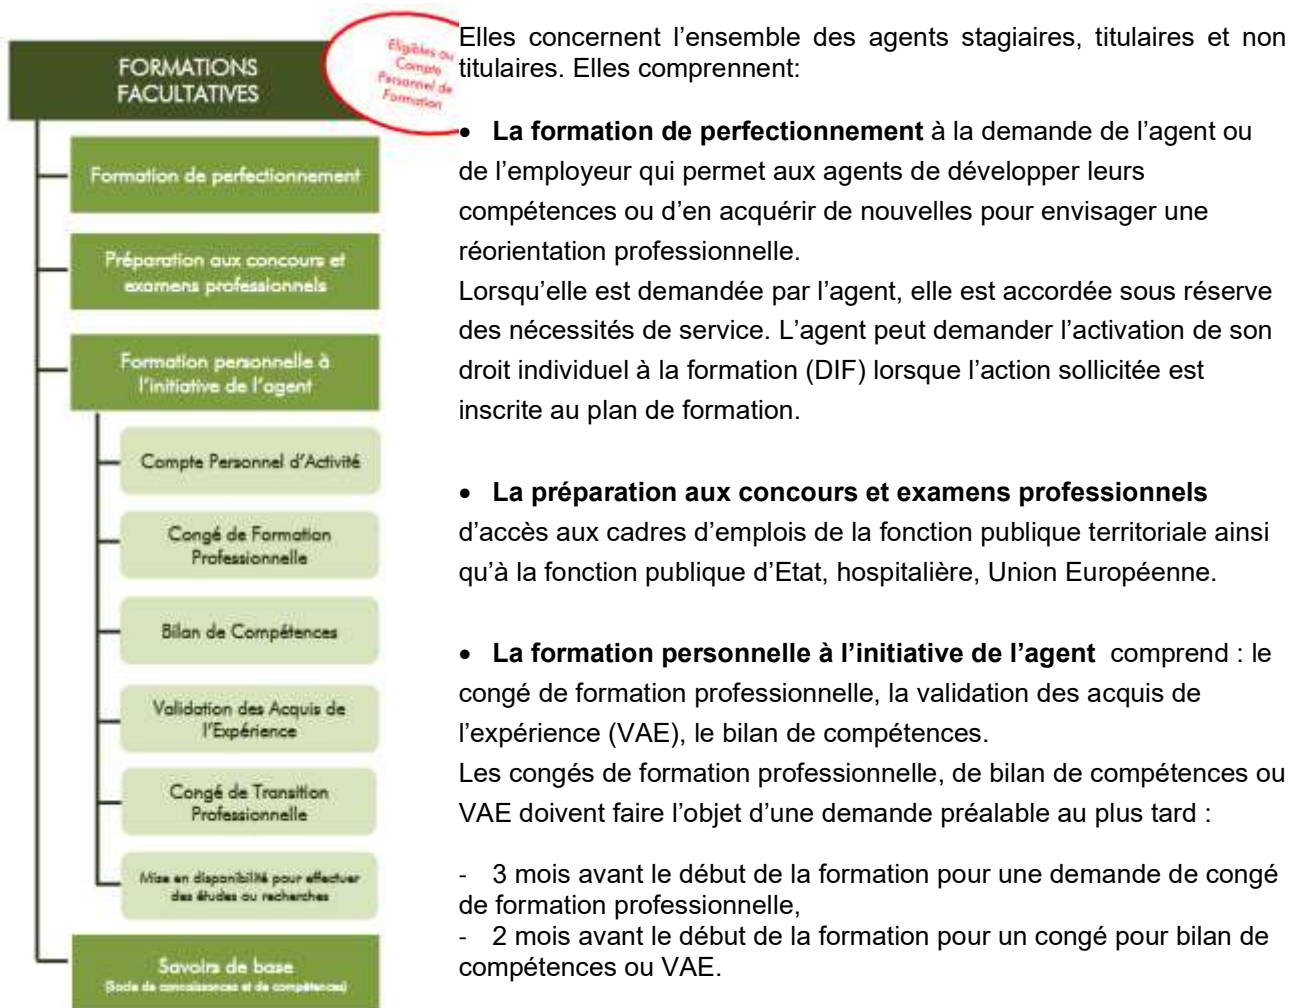 FORMATIONS
FACULTATIVES
Eligibles au
Compte
Personnel de
Formation
Formation de perfectionnement
Préparation aux concours et
examens professionnels
Formation personnelle à
l'initiative de l'agent
Compte Personnel d'Activité
Congé de Formation
Professionnelle
Bilan de Compétences
Validation des Acquis de
l'Expérience
Congé de Transition
Professionnelle
Mise en disponibilité pour effectuer
des études ou recherches
Savoirs de base
(Socle de connaissances et de compétences)
Elles concernent l’ensemble des agents stagiaires, titulaires et non
titulaires. Elles comprennent:
• La formation de perfectionnement à la demande de l’agent ou
de l’employeur qui permet aux agents de développer leurs
compétences ou d’en acquérir de nouvelles pour envisager une
réorientation professionnelle.
Lorsqu’elle est demandée par l’agent, elle est accordée sous réserve
des nécessités de service. L’agent peut demander l’activation de son
droit individuel à la formation (DIF) lorsque l’action sollicitée est
inscrite au plan de formation.
• La préparation aux concours et examens professionnels
d’accès aux cadres d’emplois de la fonction publique territoriale ainsi
qu’à la fonction publique d’Etat, hospitalière, Union Européenne.
• La formation personnelle à l’initiative de l’agent comprend : le
congé de formation professionnelle, la validation des acquis de
l’expérience (VAE), le bilan de compétences.
Les congés de formation professionnelle, de bilan de compétences ou
VAE doivent faire l’objet d’une demande préalable au plus tard :
- 3 mois avant le début de la formation pour une demande de congé
de formation professionnelle,
- 2 mois avant le début de la formation pour un congé pour bilan de
compétences ou VAE.